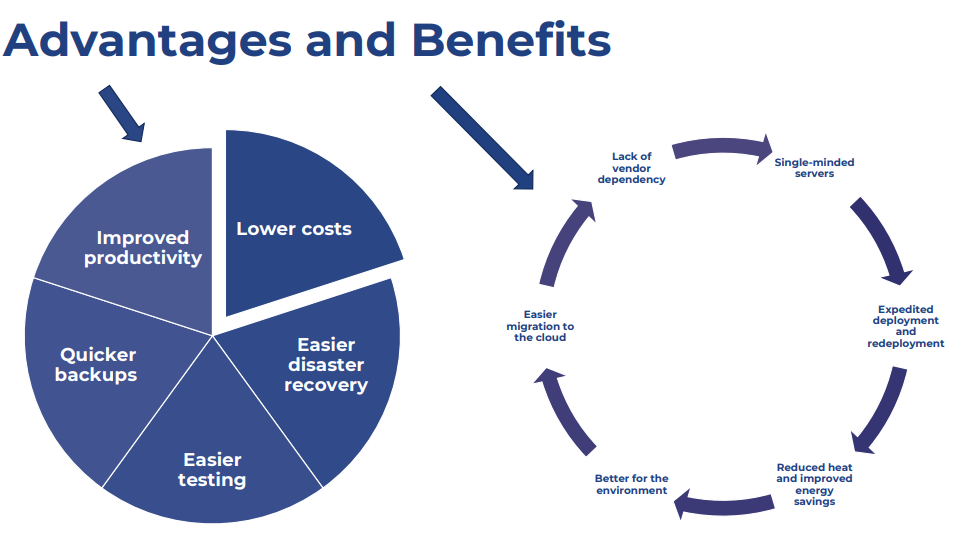 Advantages and Benefits
Lower costs
Easier
disaster
recovery
Easier
testing
Quicker
backups
Improved
productivity
Lack of
vendor
dependency
Single-minded
servers
Expedited
deployment
and
redeployment
Reduced heat
and improved
energy
savings
Better for the
environment
Easier
migration to
the cloud